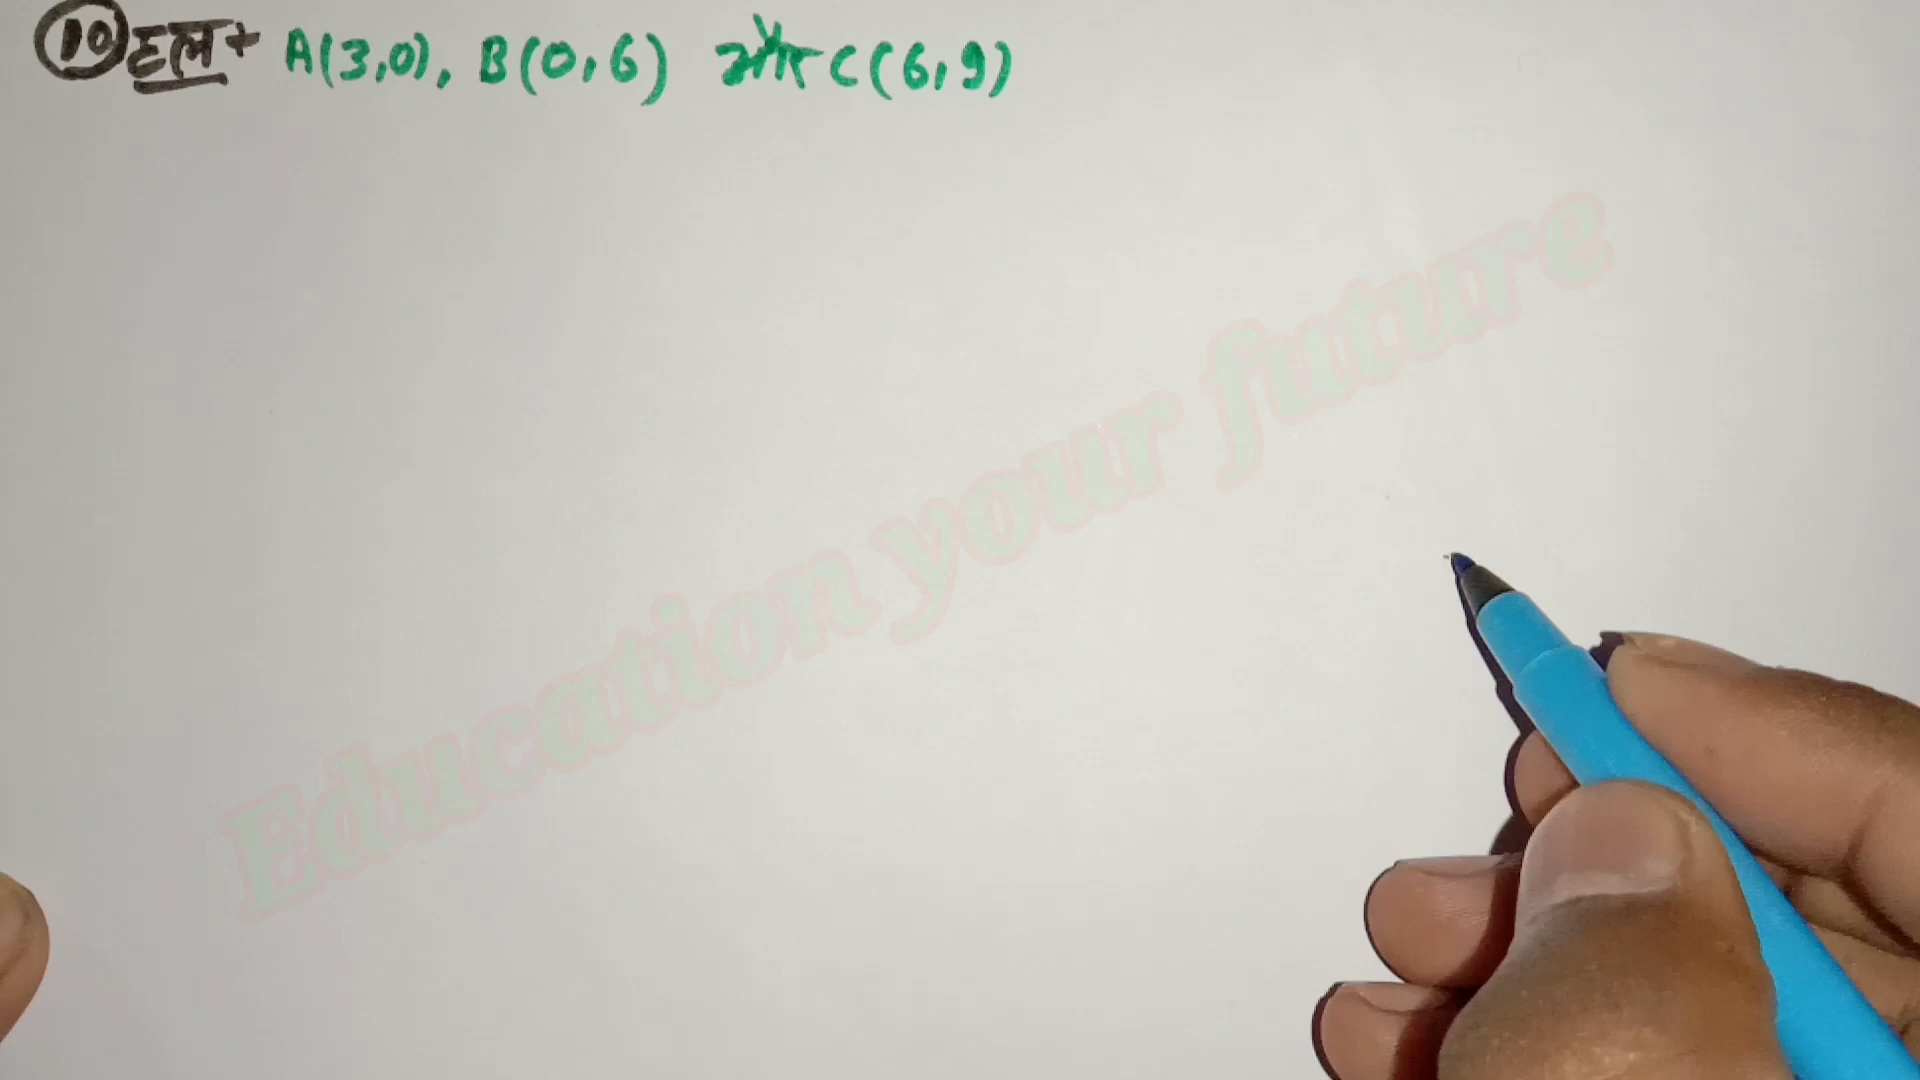 10 हल→ A(3,0), B(0,6) और C(6,9)
Education your future